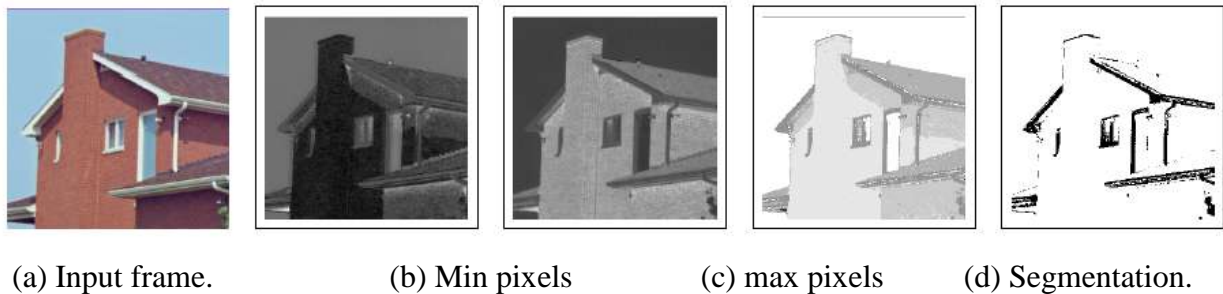 (a) Input frame. (b) Min pixels (c) max pixels (d) Segmentation.